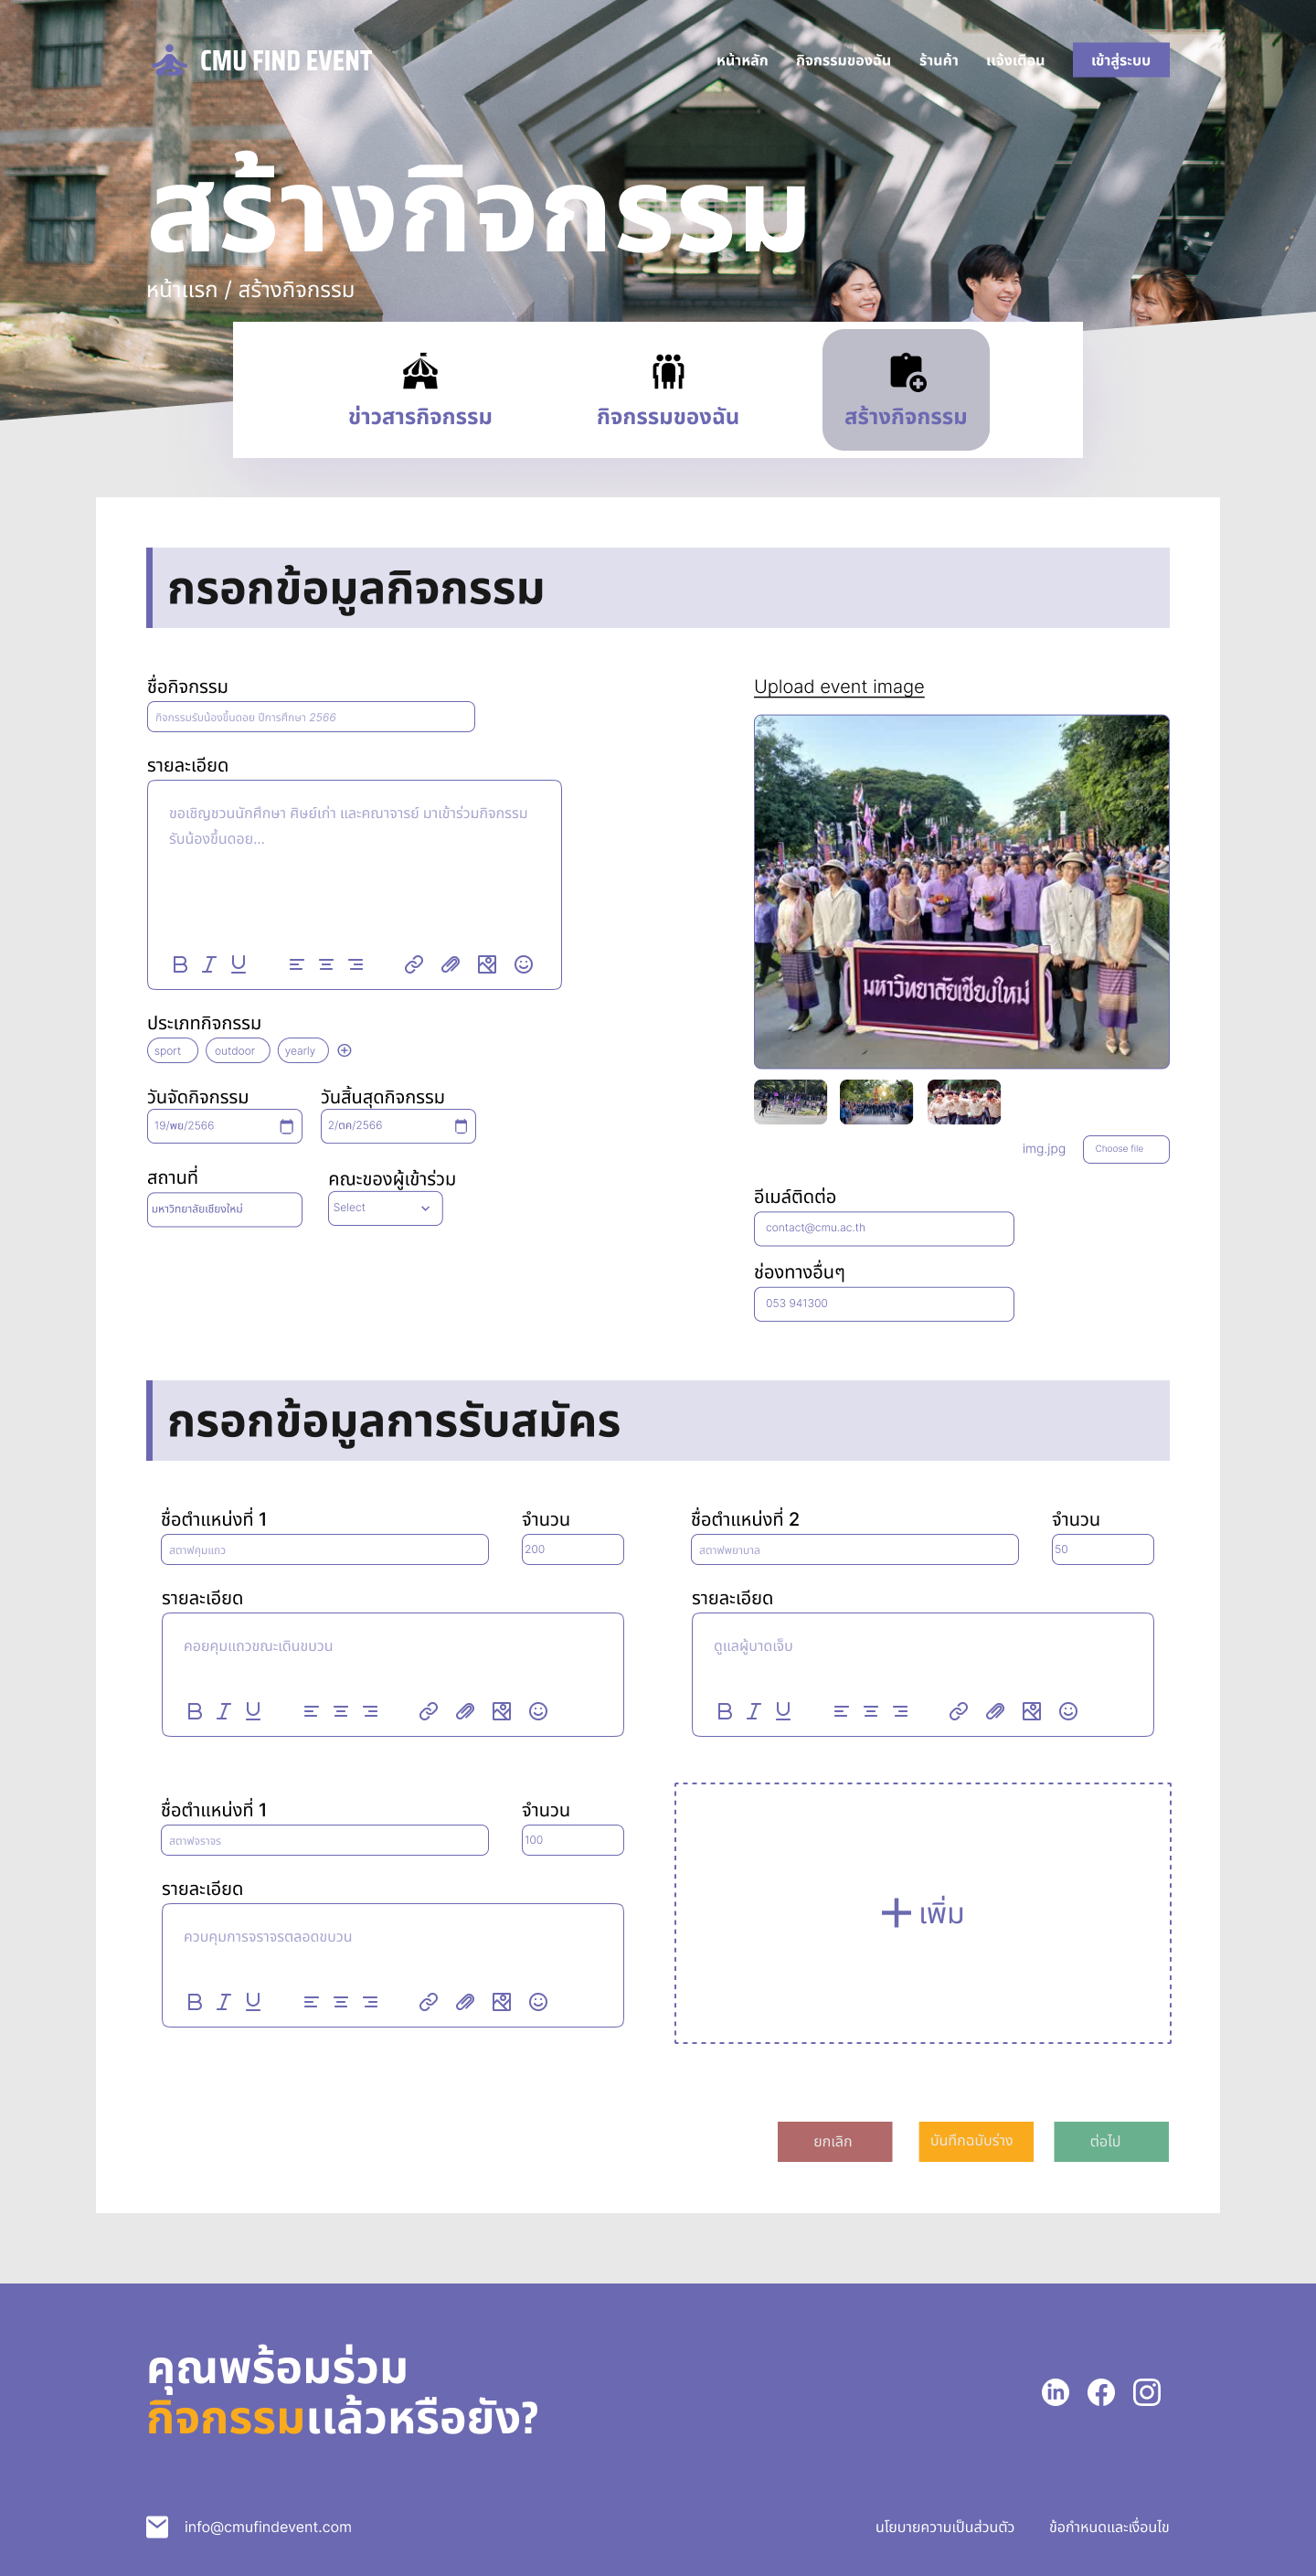 CMU FIND EVENT
หน้าหลัก กิจกรรมของฉัน ร้านค้า แจ้งเตือน เข้าสู่ระบบ
สร้างกิจกรรม
หน้าแรก / สร้างกิจกรรม
ข่าวสารกิจกรรม กิจกรรมของฉัน สร้างกิจกรรม
กรอกข้อมูลกิจกรรม
ชื่อกิจกรรม
กิจกรรมรับน้องขึ้นดอย ปีการศึกษา 2566
รายละเอียด
ขอเชิญชวนนักศึกษา ศิษย์เก่า และคณาจารย์ มาเข้าร่วมกิจกรรม
รับน้องขึ้นดอย...
ประเภทกิจกรรม
sport outdoor yearly
วันจัดกิจกรรม วันสิ้นสุดกิจกรรม
19/พย/2566 2/ตค/2566
สถานที่ คณะของผู้เข้าร่วม
มหาวิทยาลัยเชียงใหม่ Select
Upload event image
มหาวิทยาลัยเชียงใหม่
img.jpg Choose file
อีเมล์ติดต่อ
contact@cmu.ac.th
ช่องทางอื่นๆ
053 941300
กรอกข้อมูลการรับสมัคร
ชื่อตำแหน่งที่ 1 จำนวน
สตาฟคุมแถว 200
รายละเอียด
คอยคุมแถวขณะเดินขบวน
ชื่อตำแหน่งที่ 2 จำนวน
สตาฟพยาบาล 50
รายละเอียด
ดูแลผู้บาดเจ็บ
ชื่อตำแหน่งที่ 1 จำนวน
สตาฟจราจร 100
รายละเอียด
ควบคุมการจราจรตลอดขบวน
เพิ่ม
ยกเลิก บันทึกฉบับร่าง ต่อไป
คุณพร้อมร่วม
กิจกรรมแล้วหรือยัง?
info@cmufindevent.com
นโยบายความเป็นส่วนตัว ข้อกำหนดและเงื่อนไข